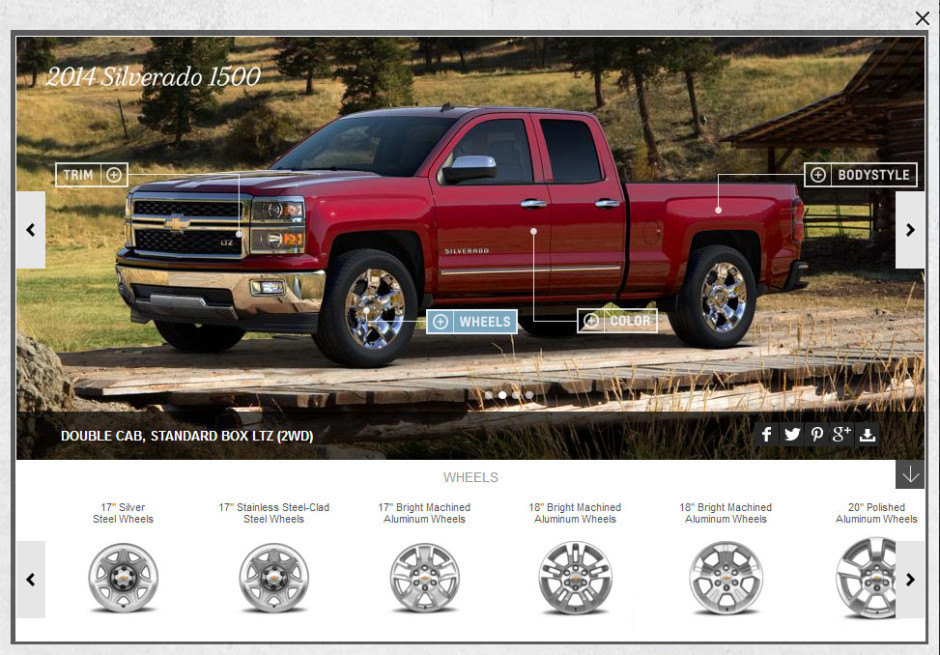 2014 Silverado 1500
TRIM
BODYSTYLE
LTZ
SILVERADO
WHEELS
COLOR
DOUBLE CAB, STANDARD BOX LTZ (2WD)
WHEELS
17" Silver
Steel Wheels
17" Stainless Steel-Clad
Steel Wheels
17" Bright Machined
Aluminum Wheels
18" Bright Machined
Aluminum Wheels
18" Bright Machined
Aluminum Wheels
20" Polished
Aluminum Wheels